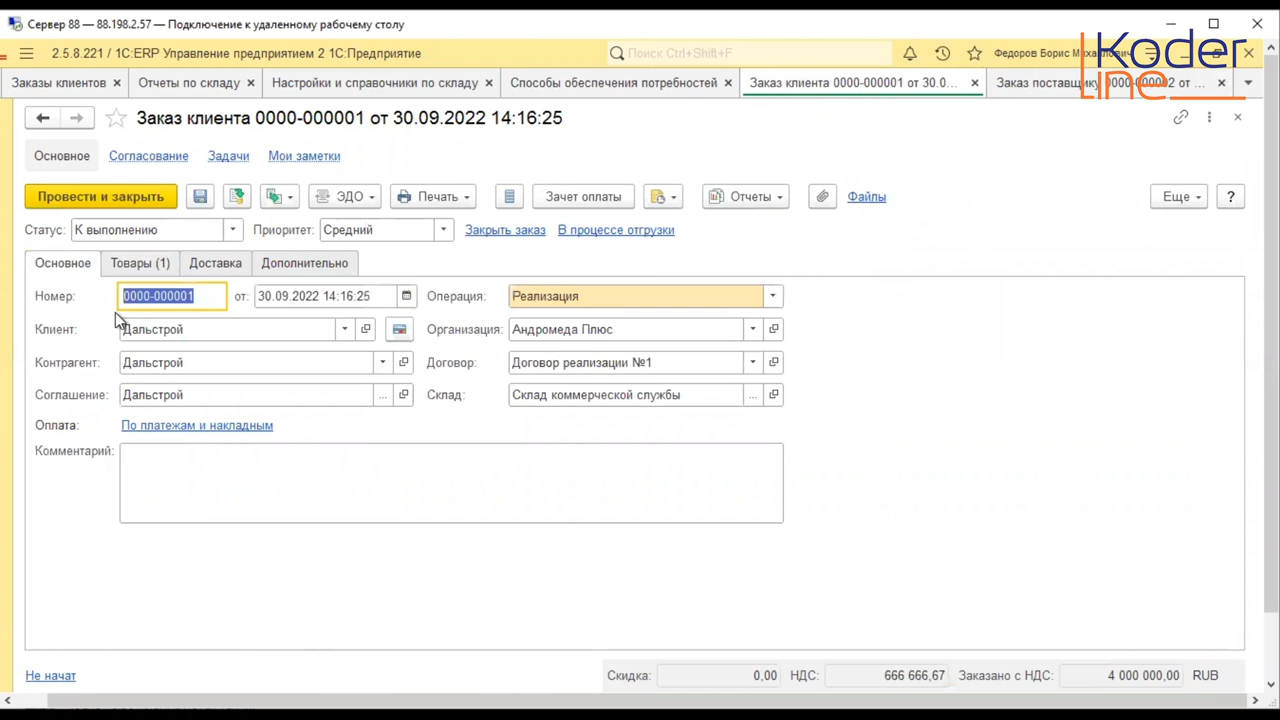 Сервер 88 — 88.198.2.57 — Подключение к удаленному рабочему столу
2.5.8.221 / 1С:ERP Управление предприятием 2 1С:Предприятие
Поиск Ctrl+Shift+F
Федоров Борис
Koder
line
Заказы клиентов
Отчеты по складу
Настройки и справочники по складу
Способы обеспечения потребностей
Заказ клиента 0000-000001 от 30.0...
Заказ поставщику 0000-000002 от ...
Заказ клиента 0000-000001 от 30.09.2022 14:16:25
Основное Согласование Задачи Мои заметки
Провести и закрыть ЭДО Печать Зачет оплаты Отчеты Файлы Еще ?
Статус: К выполнению Приоритет: Средний Закрыть заказ В процессе отгрузки
Основное Товары (1) Доставка Дополнительно
Номер: 0000-000001 от: 30.09.2022 14:16:25 Операция: Реализация
Клиент: Дальстрой Организация: Андромеда Плюс
Контрагент: Дальстрой Договор: Договор реализации №1
Соглашение: Дальстрой ... Склад: Склад коммерческой службы ...
Оплата: По платежам и накладным
Комментарий:
Не начат Скидка: 0,00 НДС: 666 666,67 Заказано с НДС: 4 000 000,00 RUB